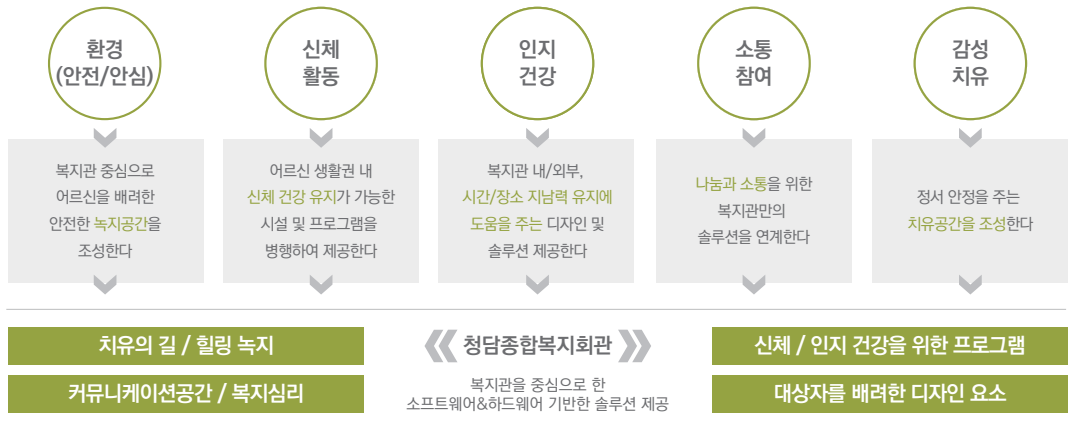 환경
(안전/안심)
신체
활동
인지
건강
소통
참여
감성
치유
복지관 중심으로
어르신을 배려한
안전한 녹지공간을
조성한다
어르신 생활권 내
신체 건강 유지가 가능한
시설 및 프로그램을
병행하여 제공한다
복지관 내/외부,
시간/장소 지남력 유지에
도움을 주는 디자인 및
솔루션 제공한다
나눔과 소통을 위한
복지관만의
솔루션을 연계한다
정서 안정을 주는
치유공간을 조성한다
치유의 길 / 힐링 녹지
커뮤니케이션공간 / 복지심리
청담종합복지회관
복지관을 중심으로 한
소프트웨어&하드웨어 기반한 솔루션 제공
신체 / 인지 건강을 위한 프로그램
대상자를 배려한 디자인 요소